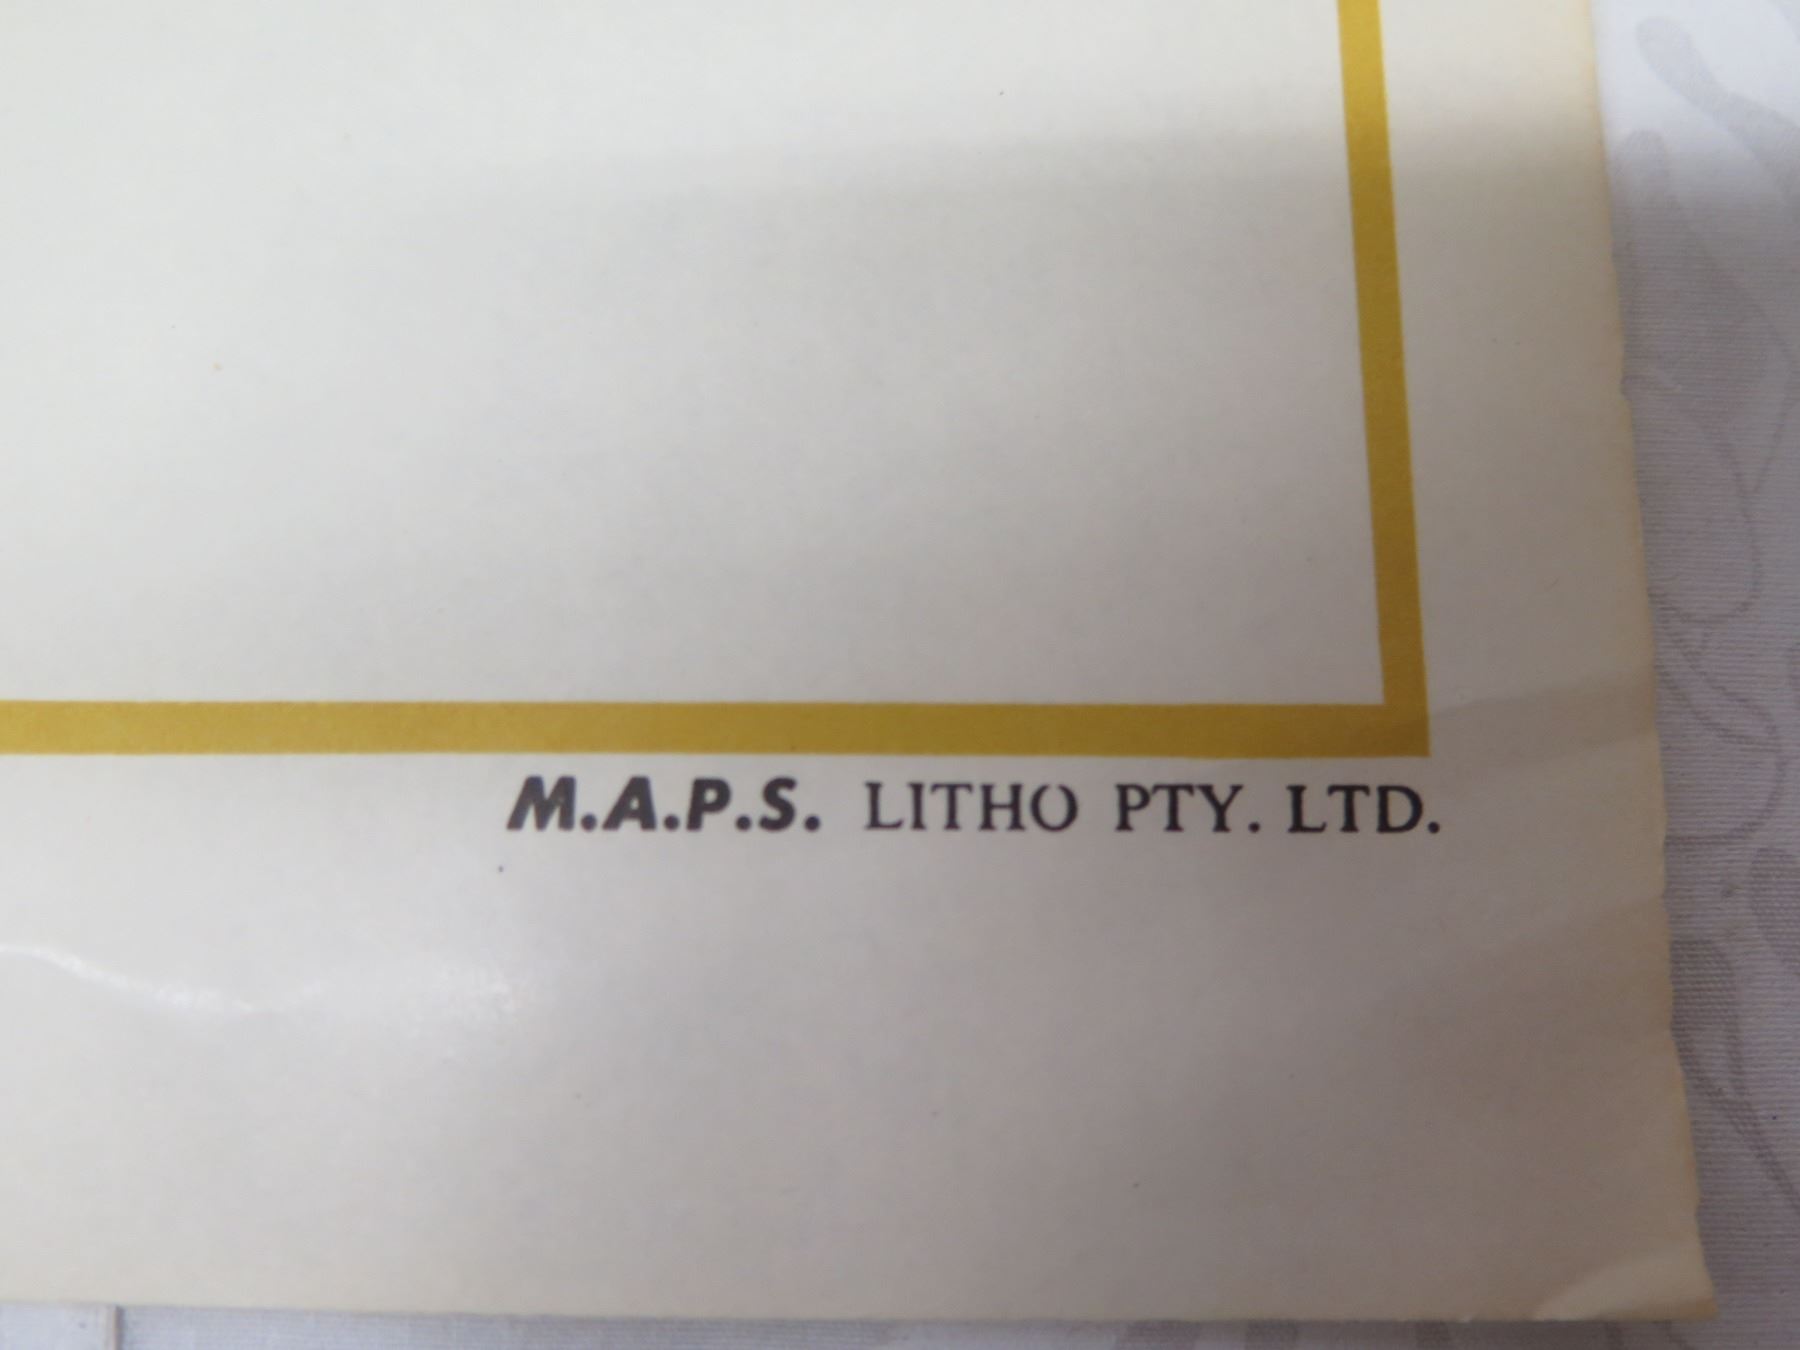 M.A.P.S. LITHO PTY. LTD.